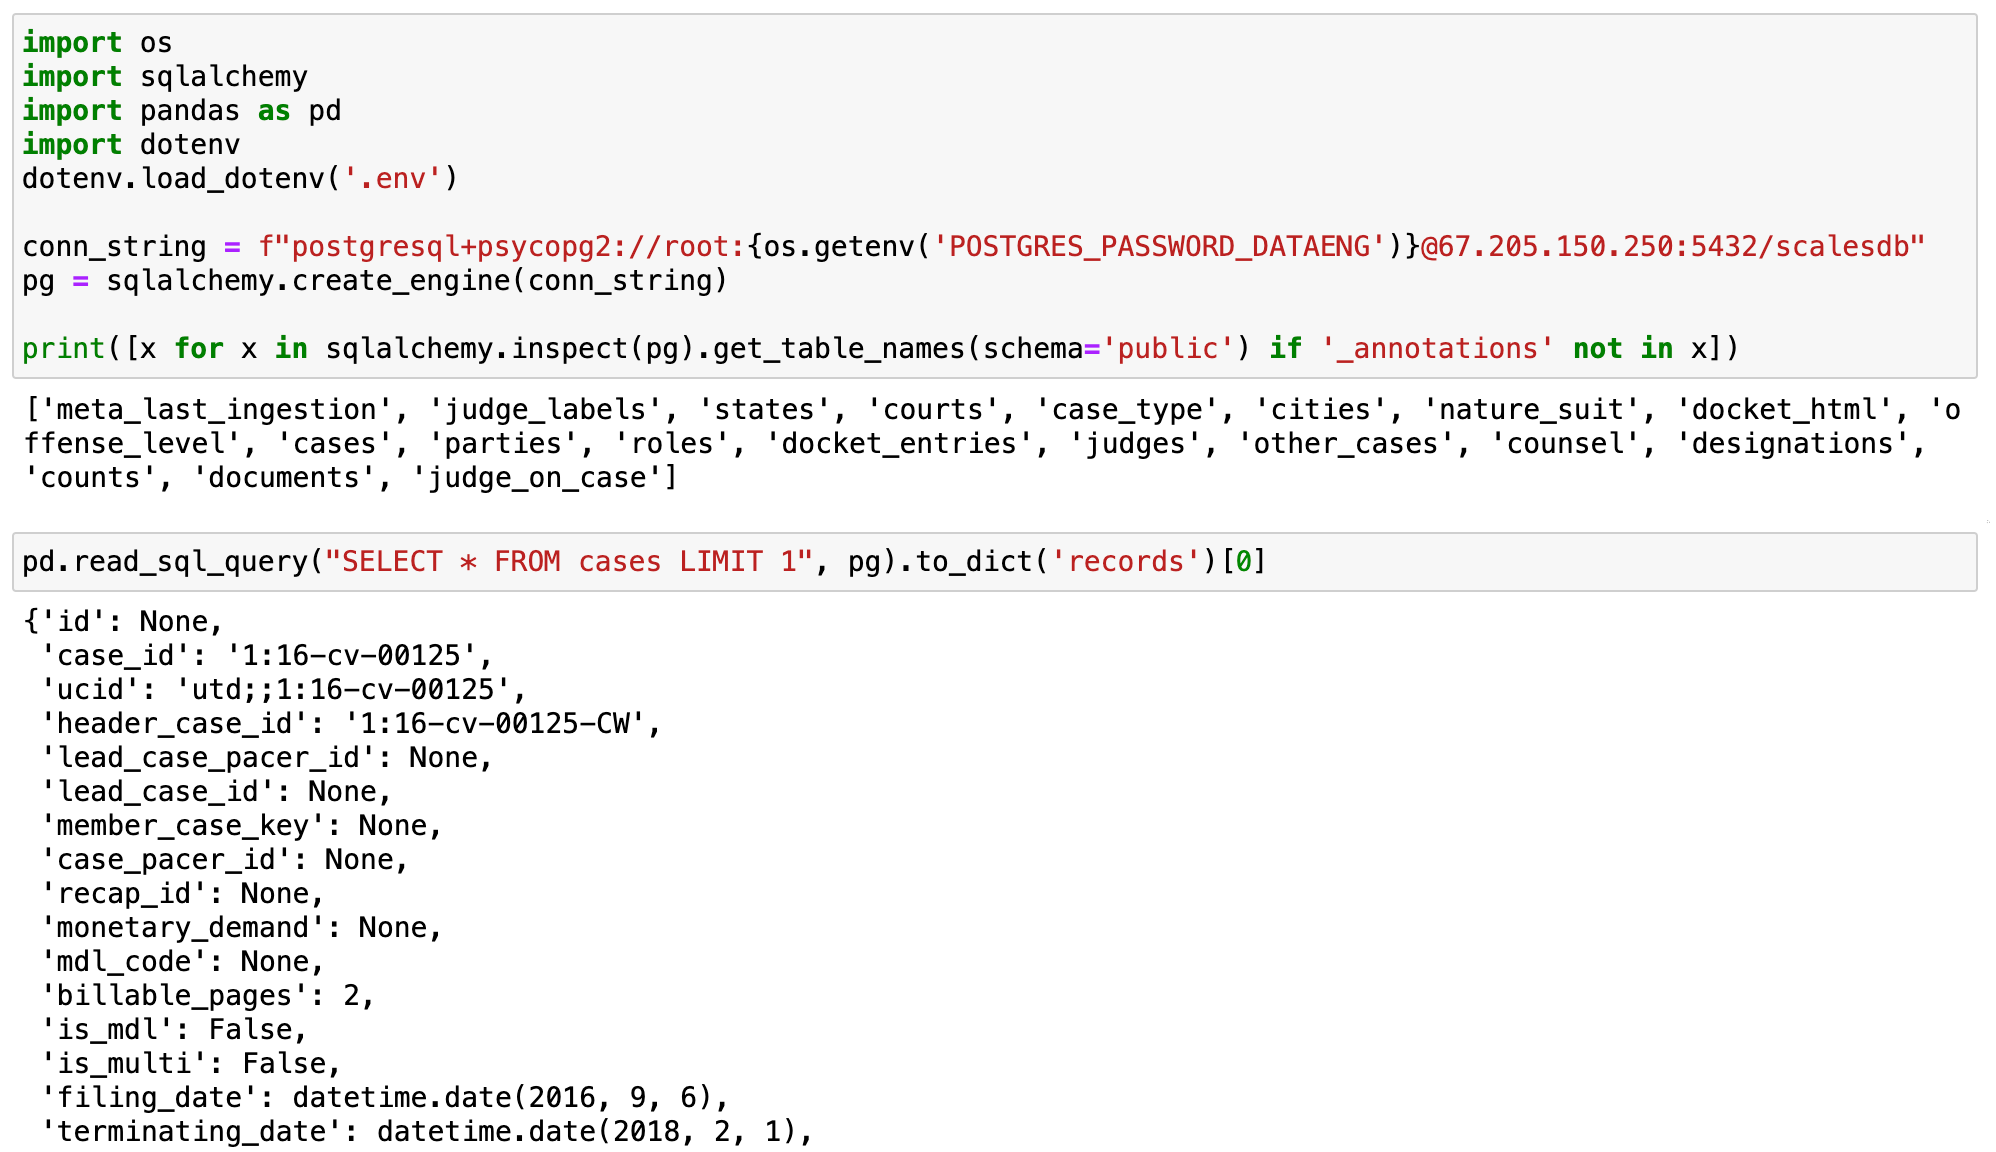 import os
import sqlalchemy
import pandas as pd
import dotenv
dotenv.load_dotenv('.env')
conn_string = f"postgresql+psycopg2://root:{os.getenv('POSTGRES_PASSWORD_DATAENG')}@67.205.150.250:5432/scalesdb"
pg = sqlalchemy.create_engine(conn_string)
print([x for x in sqlalchemy.inspect(pg).get_table_names(schema='public') if '_annotations' not in x])
['meta_last_ingestion', 'judge_labels', 'states', 'courts', 'case_type', 'cities', 'nature_suit', 'docket_html', 'o
ffense_level', 'cases', 'parties', 'roles', 'docket_entries', 'judges', 'other_cases', 'counsel', 'designations',
'counts', 'documents', 'judge_on_case']
pd.read_sql_query("SELECT * FROM cases LIMIT 1", pg).to_dict('records')[0]
{'id': None,
 'case_id': '1:16-cv-00125',
 'ucid': 'utd;;1:16-cv-00125',
 'header_case_id': '1:16-cv-00125-CW',
 'lead_case_pacer_id': None,
 'lead_case_id': None,
 'member_case_key': None,
 'case_pacer_id': None,
 'recap_id': None,
 'monetary_demand': None,
 'mdl_code': None,
 'billable_pages': 2,
 'is_mdl': False,
 'is_multi': False,
 'filing_date': datetime.date(2016, 9, 6),
 'terminating_date': datetime.date(2018, 2, 1),